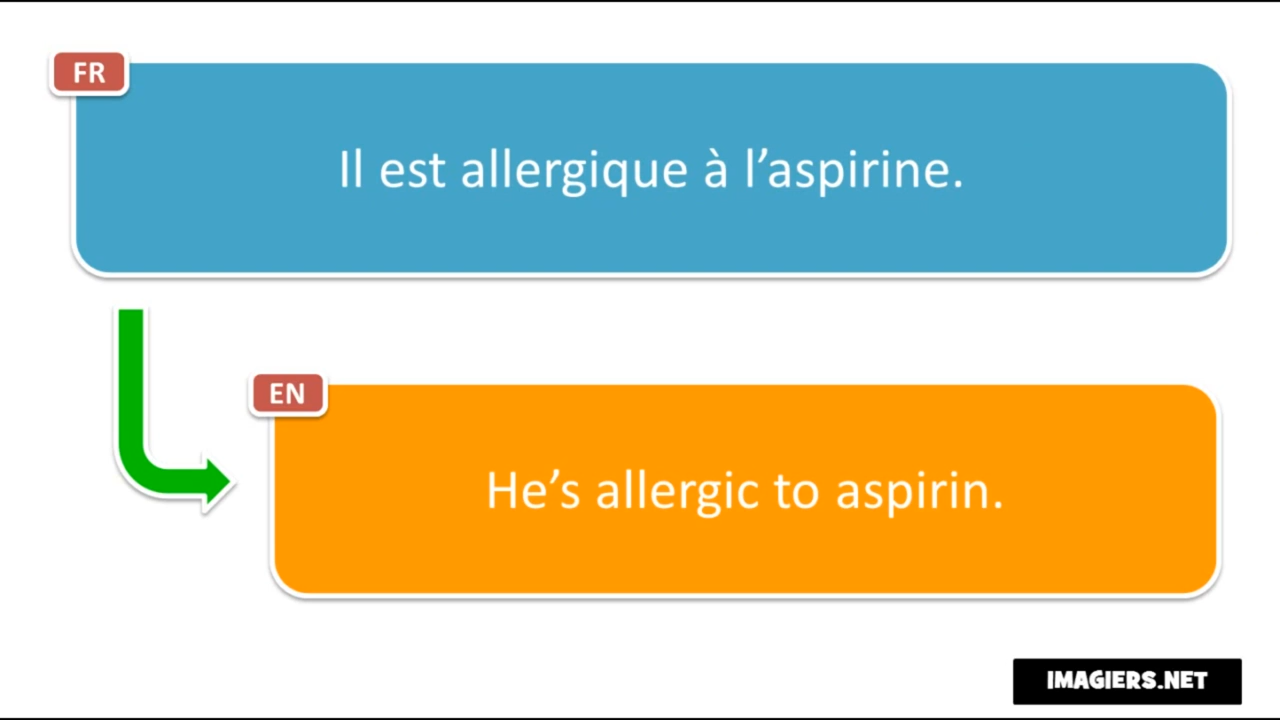 FR
Il est allergique à l’aspirine.
EN
He’s allergic to aspirin.
IMAGIERS.NET